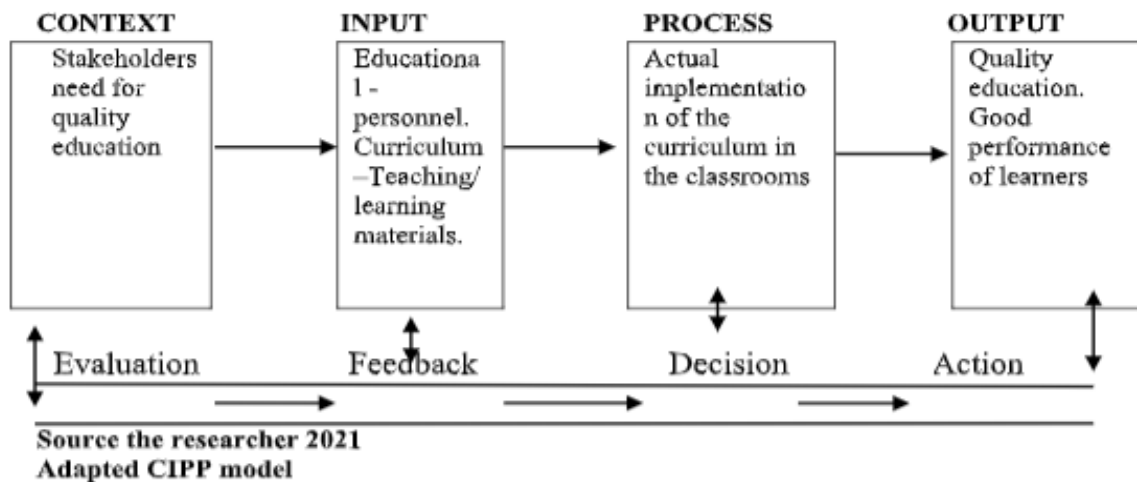 CONTEXT
Stakeholders
need for
quality
education
INPUT
Educationa
l -
personnel.
Curriculum
–Teaching/
learning
materials.
PROCESS
Actual
implementatio
n of the
curriculum in
the classrooms
OUTPUT
Quality
education.
Good
performance
of learners
Evaluation
Feedback
Decision
Action
Source the researcher 2021
Adapted CIPP model